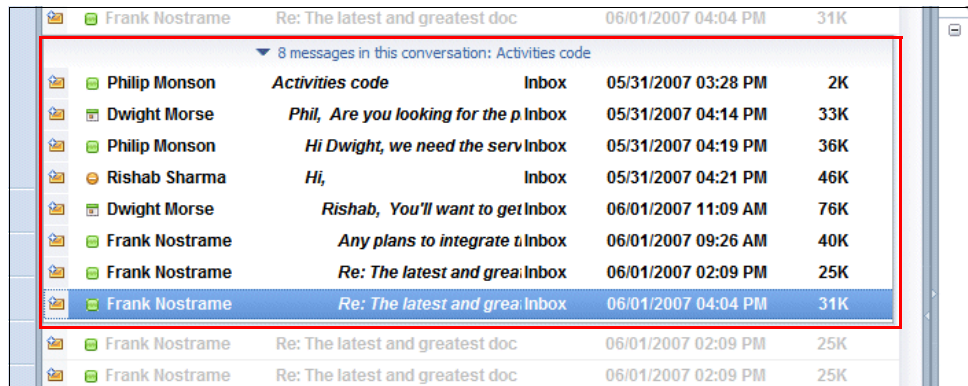 Frank Nostrame Re: The latest and greatest doc 06/01/2007 04:04 PM 31K
8 messages in this conversation: Activities code
Philip Monson Activities code Inbox 05/31/2007 03:28 PM 2K
Dwight Morse Phil, Are you looking for the p Inbox 05/31/2007 04:14 PM 33K
Philip Monson Hi Dwight, we need the serv Inbox 05/31/2007 04:19 PM 36K
Rishab Sharma Hi, Inbox 05/31/2007 04:21 PM 46K
Dwight Morse Rishab, You'll want to get Inbox 06/01/2007 11:09 AM 76K
Frank Nostrame Any plans to integrate t Inbox 06/01/2007 09:26 AM 40K
Frank Nostrame Re: The latest and grea Inbox 06/01/2007 02:09 PM 25K
Frank Nostrame Re: The latest and grea Inbox 06/01/2007 04:04 PM 31K
Frank Nostrame Re: The latest and greatest doc 06/01/2007 02:09 PM 25K
Frank Nostrame Re: The latest and greatest doc 06/01/2007 02:09 PM 25K